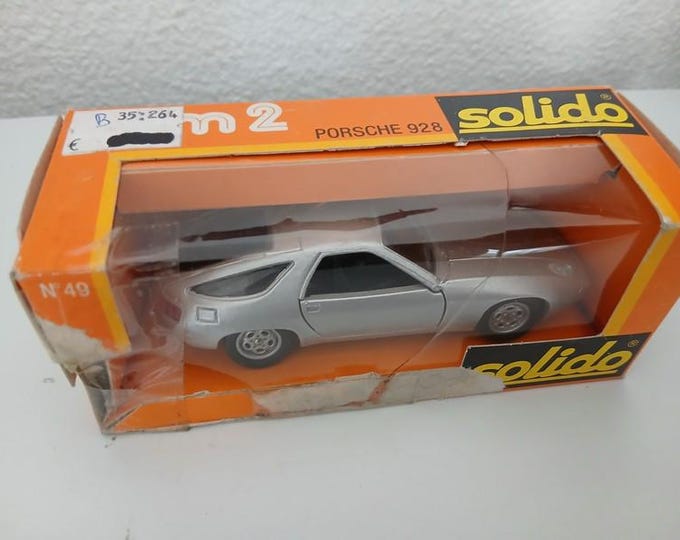 B 35: 264
€
m 2
PORSCHE 928
solido®
N°49
solido®